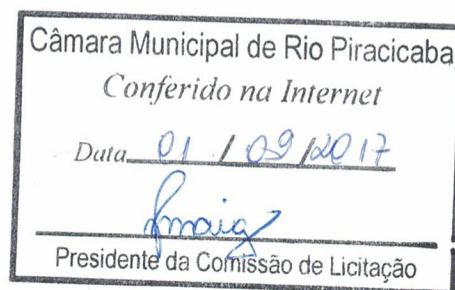 Câmara Municipal de Rio Piracicaba
Conferido na Internet
Data 01 / 09 / 2017
Presidente da Comissão de Licitação